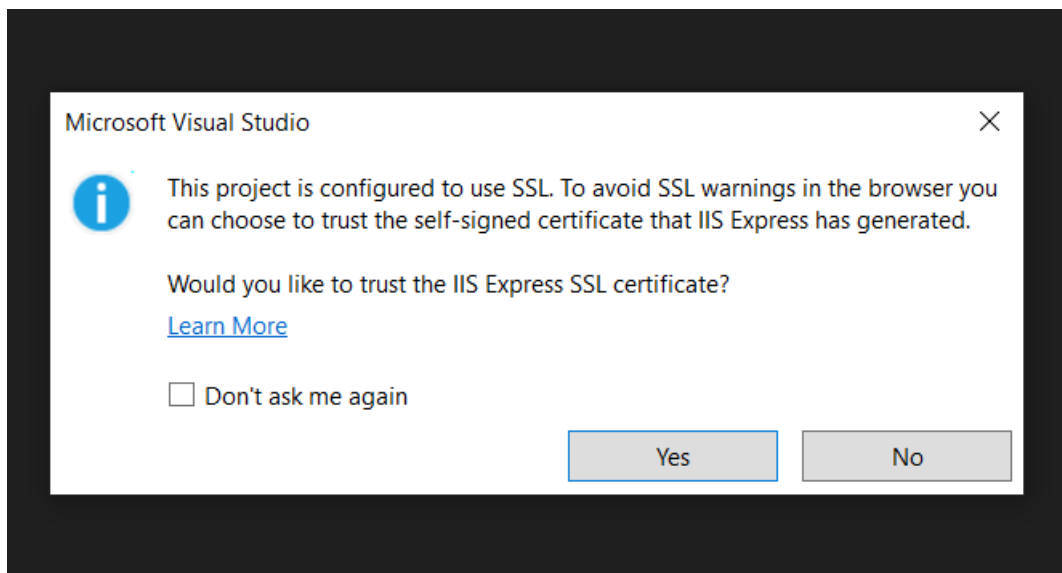 Microsoft Visual Studio
This project is configured to use SSL. To avoid SSL warnings in the browser you
can choose to trust the self-signed certificate that IIS Express has generated.
Would you like to trust the IIS Express SSL certificate?
Learn More
Don't ask me again
Yes
No